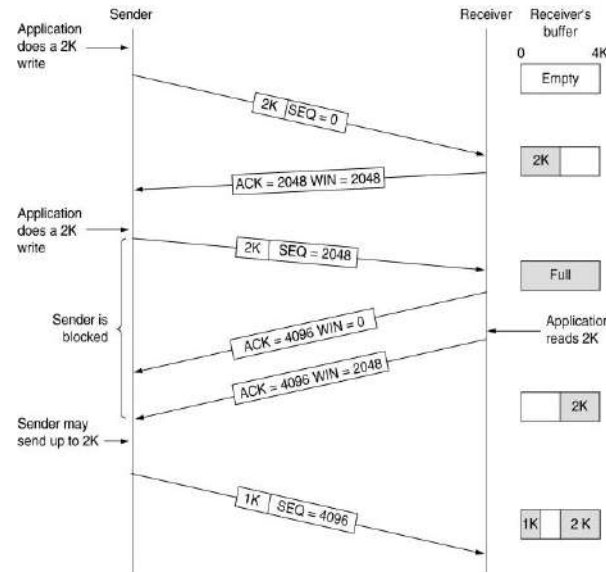 Sender
Receiver
Receiver's
buffer
Application
does a 2K
write
0 4K
Empty
2K SEQ = 0
2K
ACK = 2048 WIN = 2048
Application
does a 2K
write
2K SEQ = 2048
Full
Sender is
blocked
Application
reads 2K
ACK = 4096 WIN = 0
ACK = 4096 WIN = 2048
2K
Sender may
send up to 2K
1K SEQ = 4096
1K 2 K